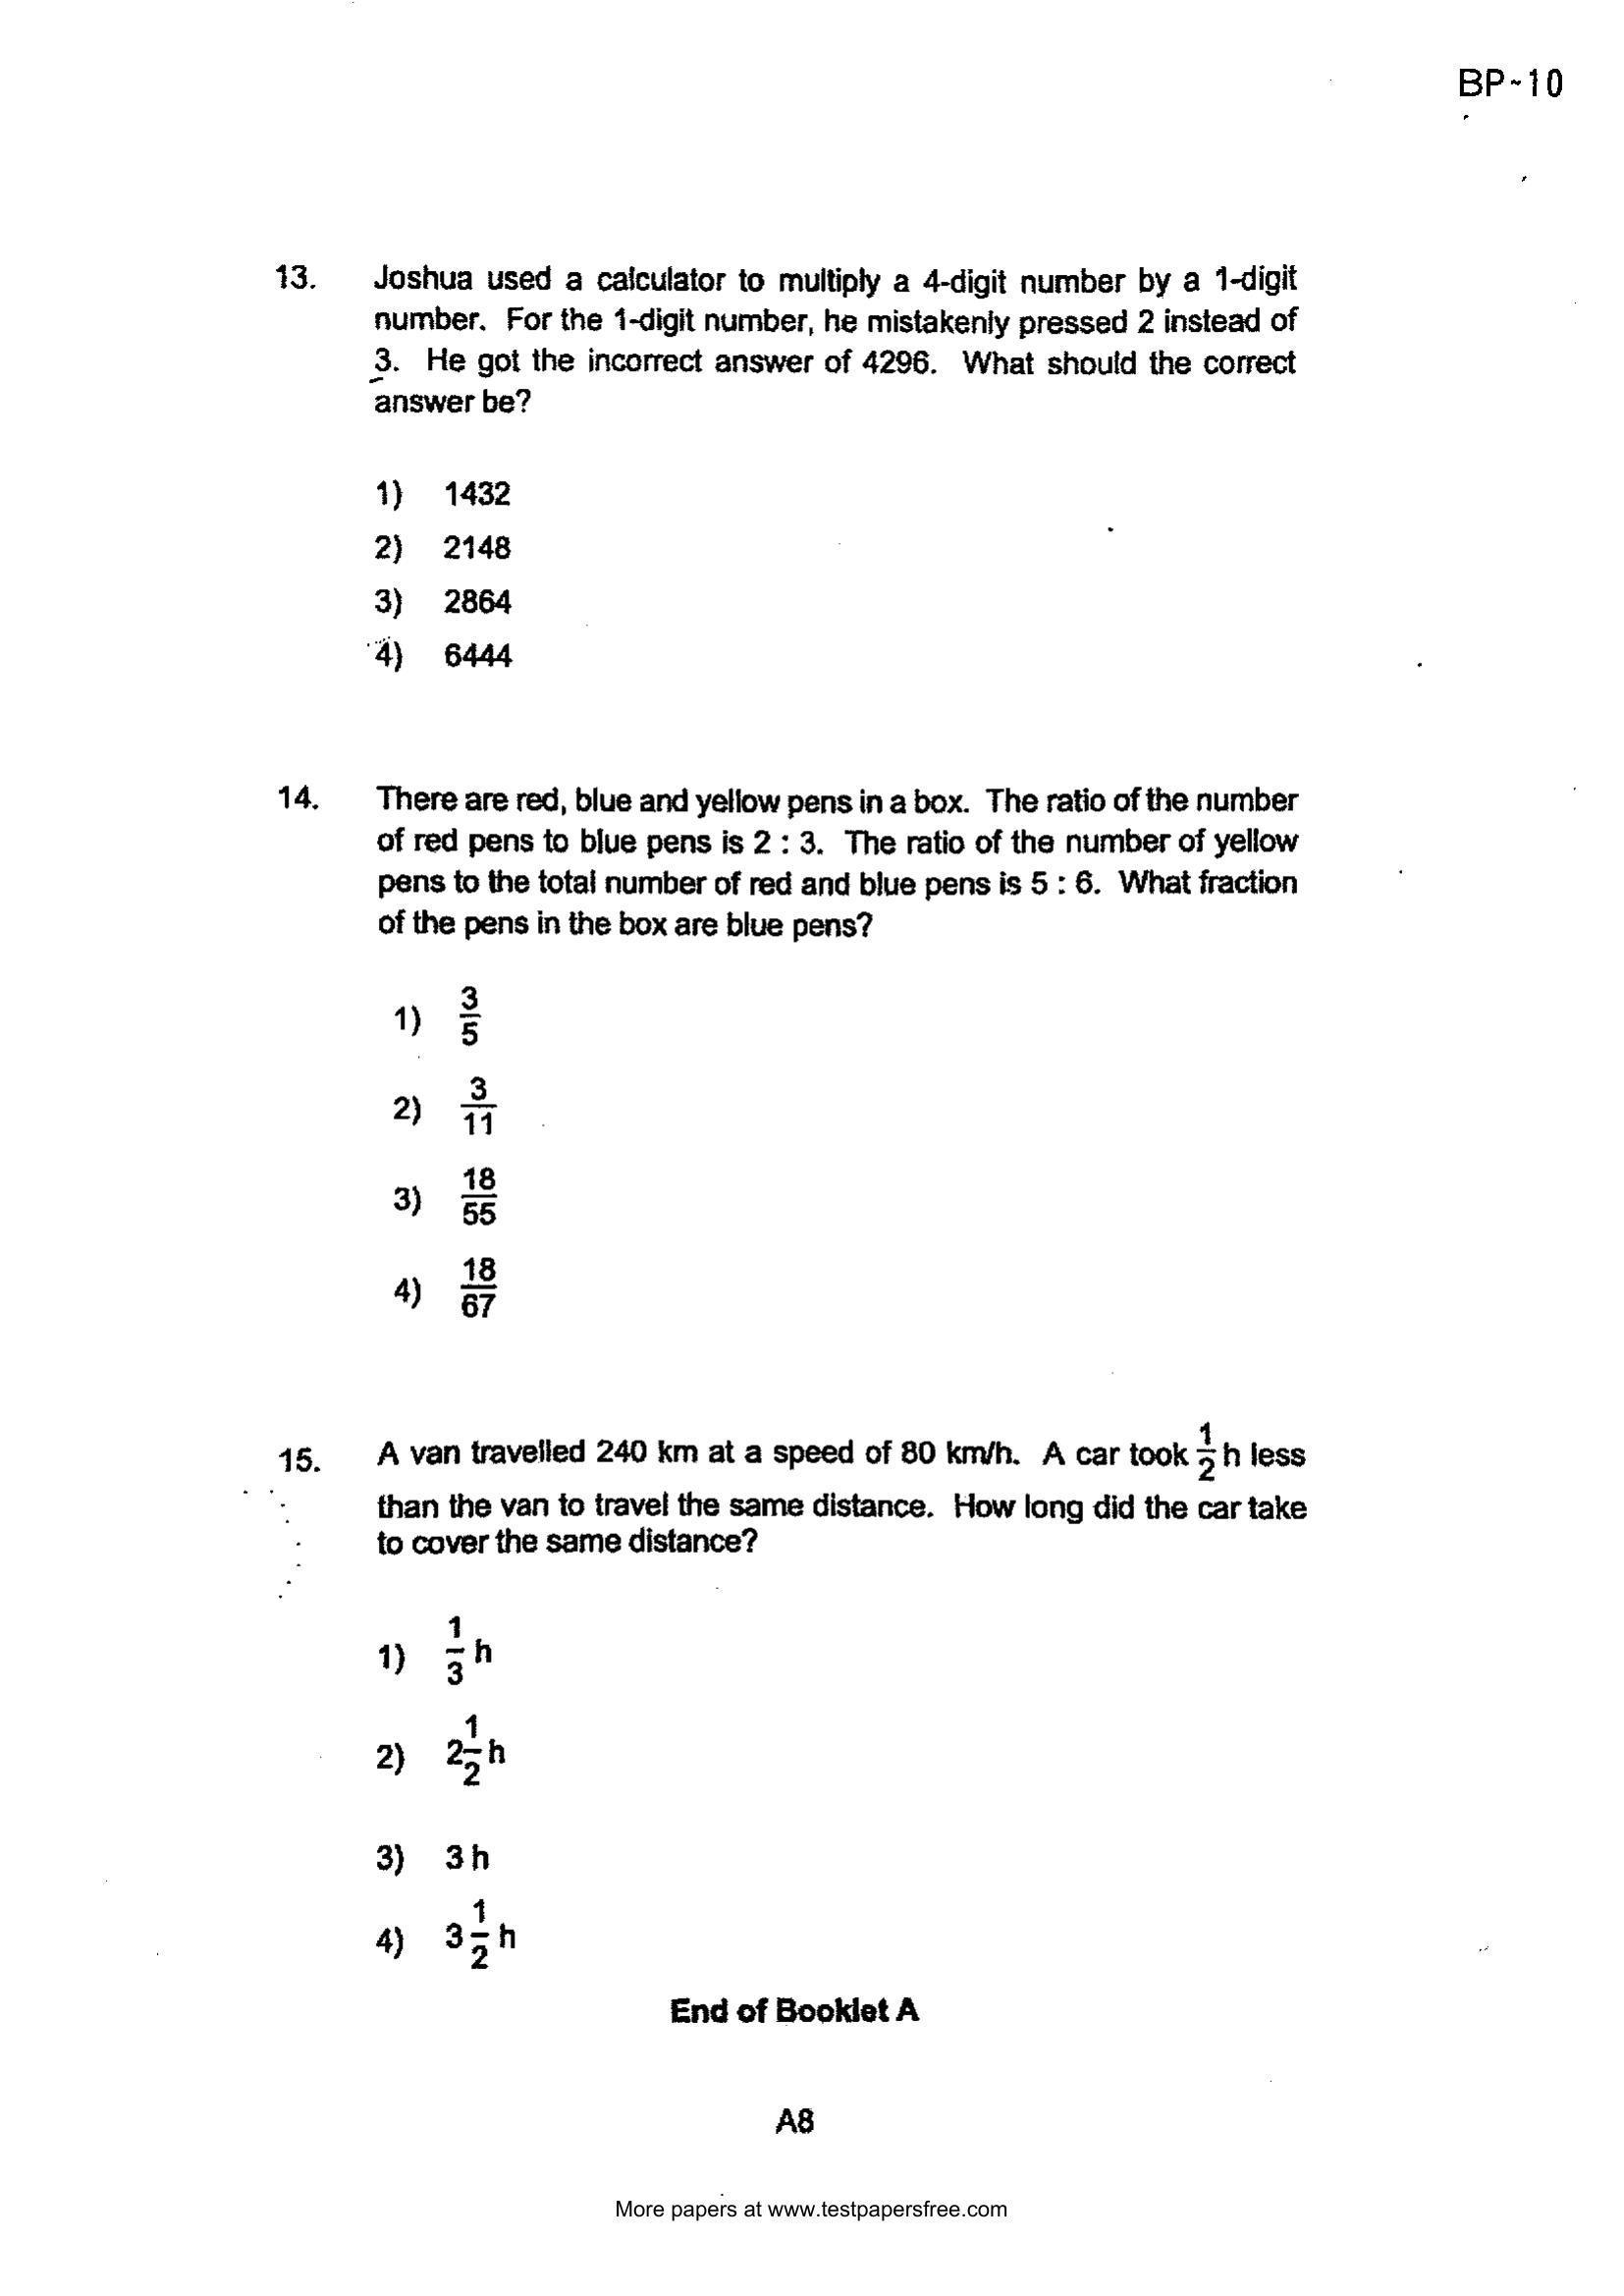 BP-10
13. Joshua used a calculator to multiply a 4-digit number by a 1-digit
number. For the 1-digit number, he mistakenly pressed 2 instead of
3. He got the incorrect answer of 4296. What should the correct
answer be?
1) 1432
2) 2148
3) 2864
4) 6444
14. There are red, blue and yellow pens in a box. The ratio of the number
of red pens to blue pens is 2 : 3. The ratio of the number of yellow
pens to the total number of red and blue pens is 5 : 6. What fraction
of the pens in the box are blue pens?
1) 3/5
2) 3/11
3) 18/55
4) 18/67
15. A van travelled 240 km at a speed of 80 km/h. A car took 1/2 h less
than the van to travel the same distance. How long did the car take
to cover the same distance?
1) 1/3 h
2) 2 1/2 h
3) 3 h
4) 3 1/2 h
End of Booklet A
A8
More papers at www.testpapersfree.com